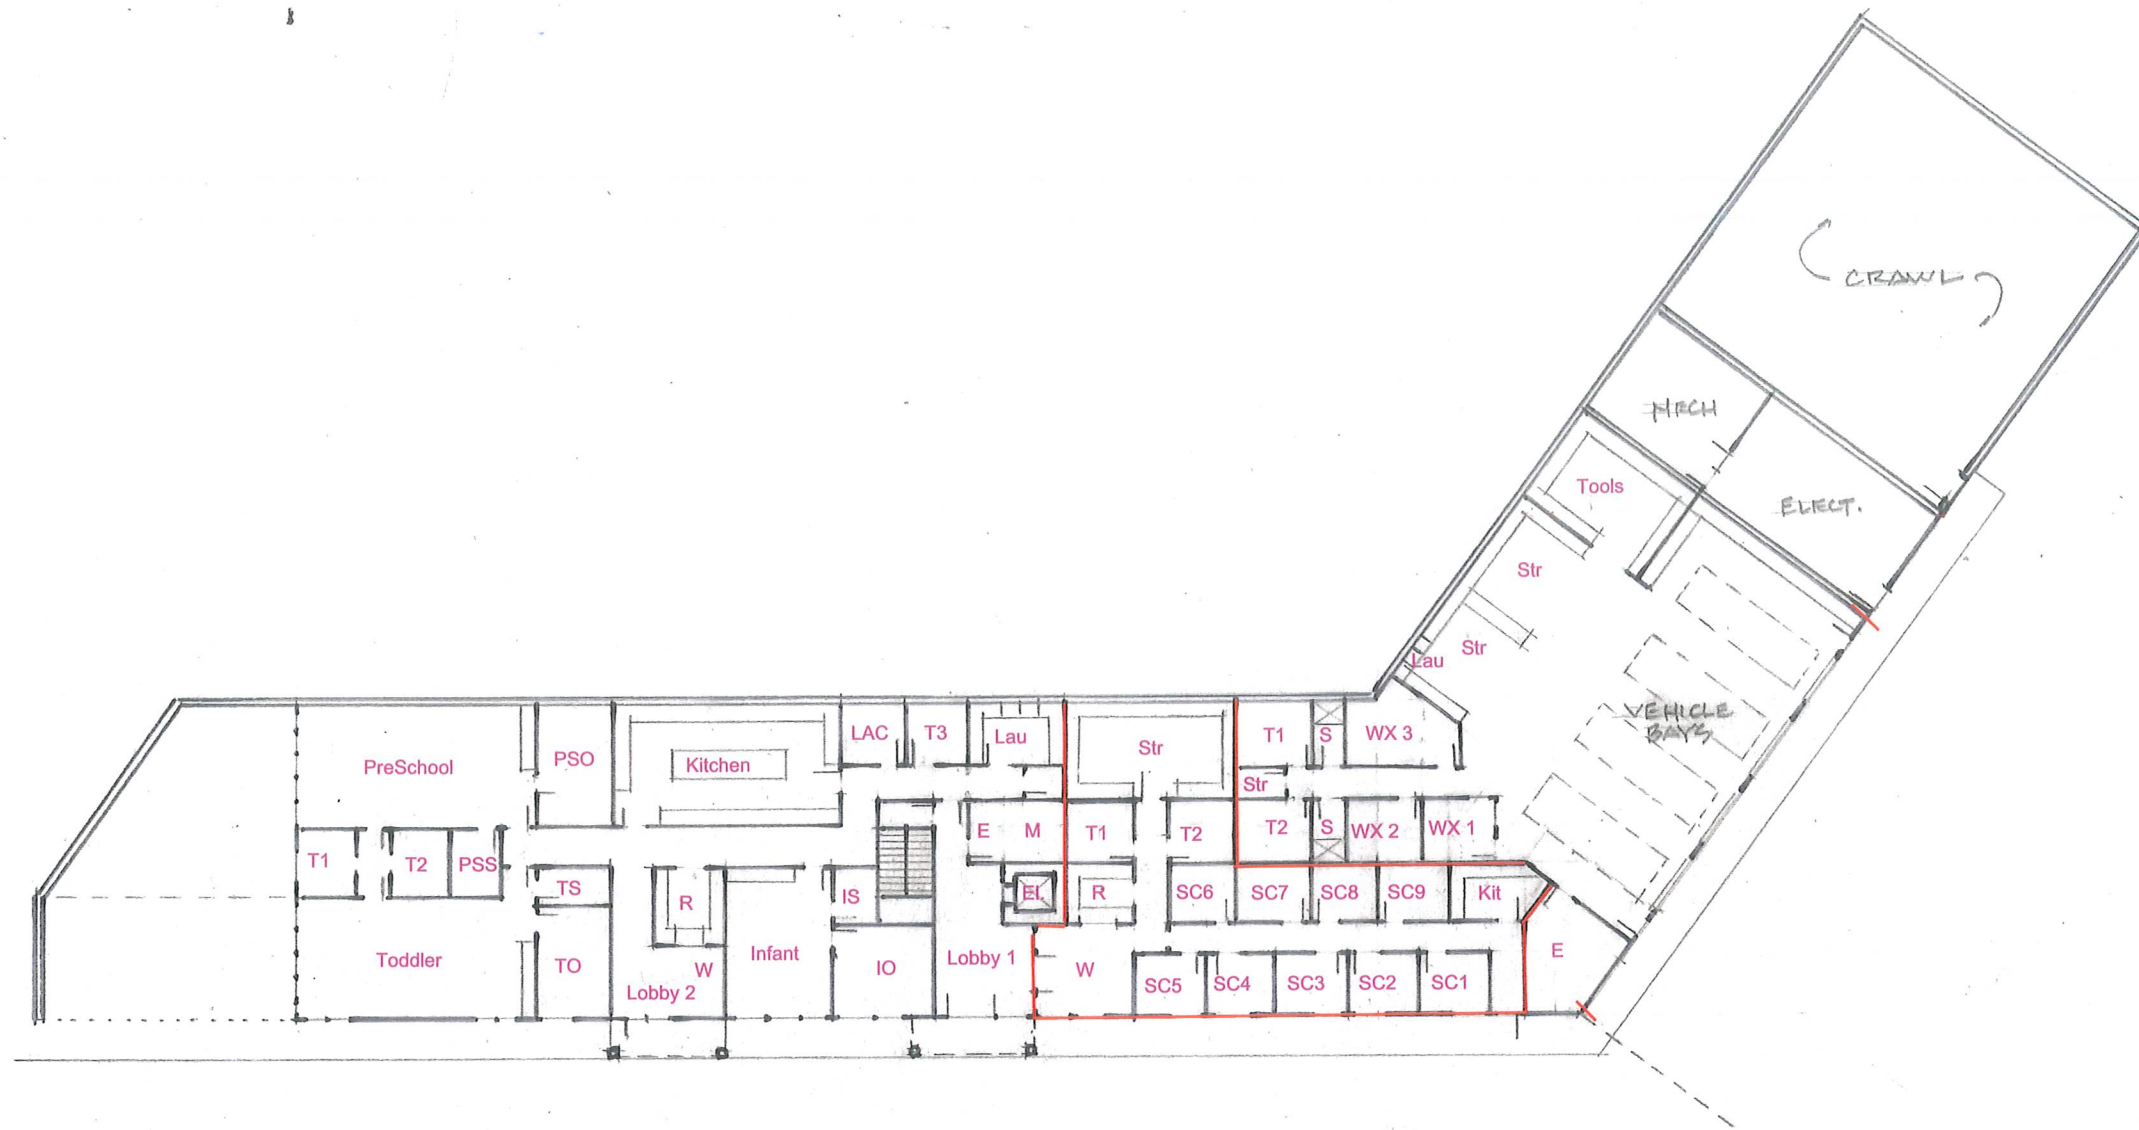 CRAWL
MECH
Tools
ELECT.
Str
Str
Lau
VEHICLE
BAYS
PreSchool
PSO
Kitchen
LAC
T3
Lau
Str
T1
S
WX 3
Str
T1
T2
PSS
E
M
T1
T2
T2
S
WX 2
WX 1
TS
R
IS
El.
R
SC6
SC7
SC8
SC9
Kit
Toddler
TO
Lobby 2
W
Infant
IO
Lobby 1
W
SC5
SC4
SC3
SC2
SC1
E